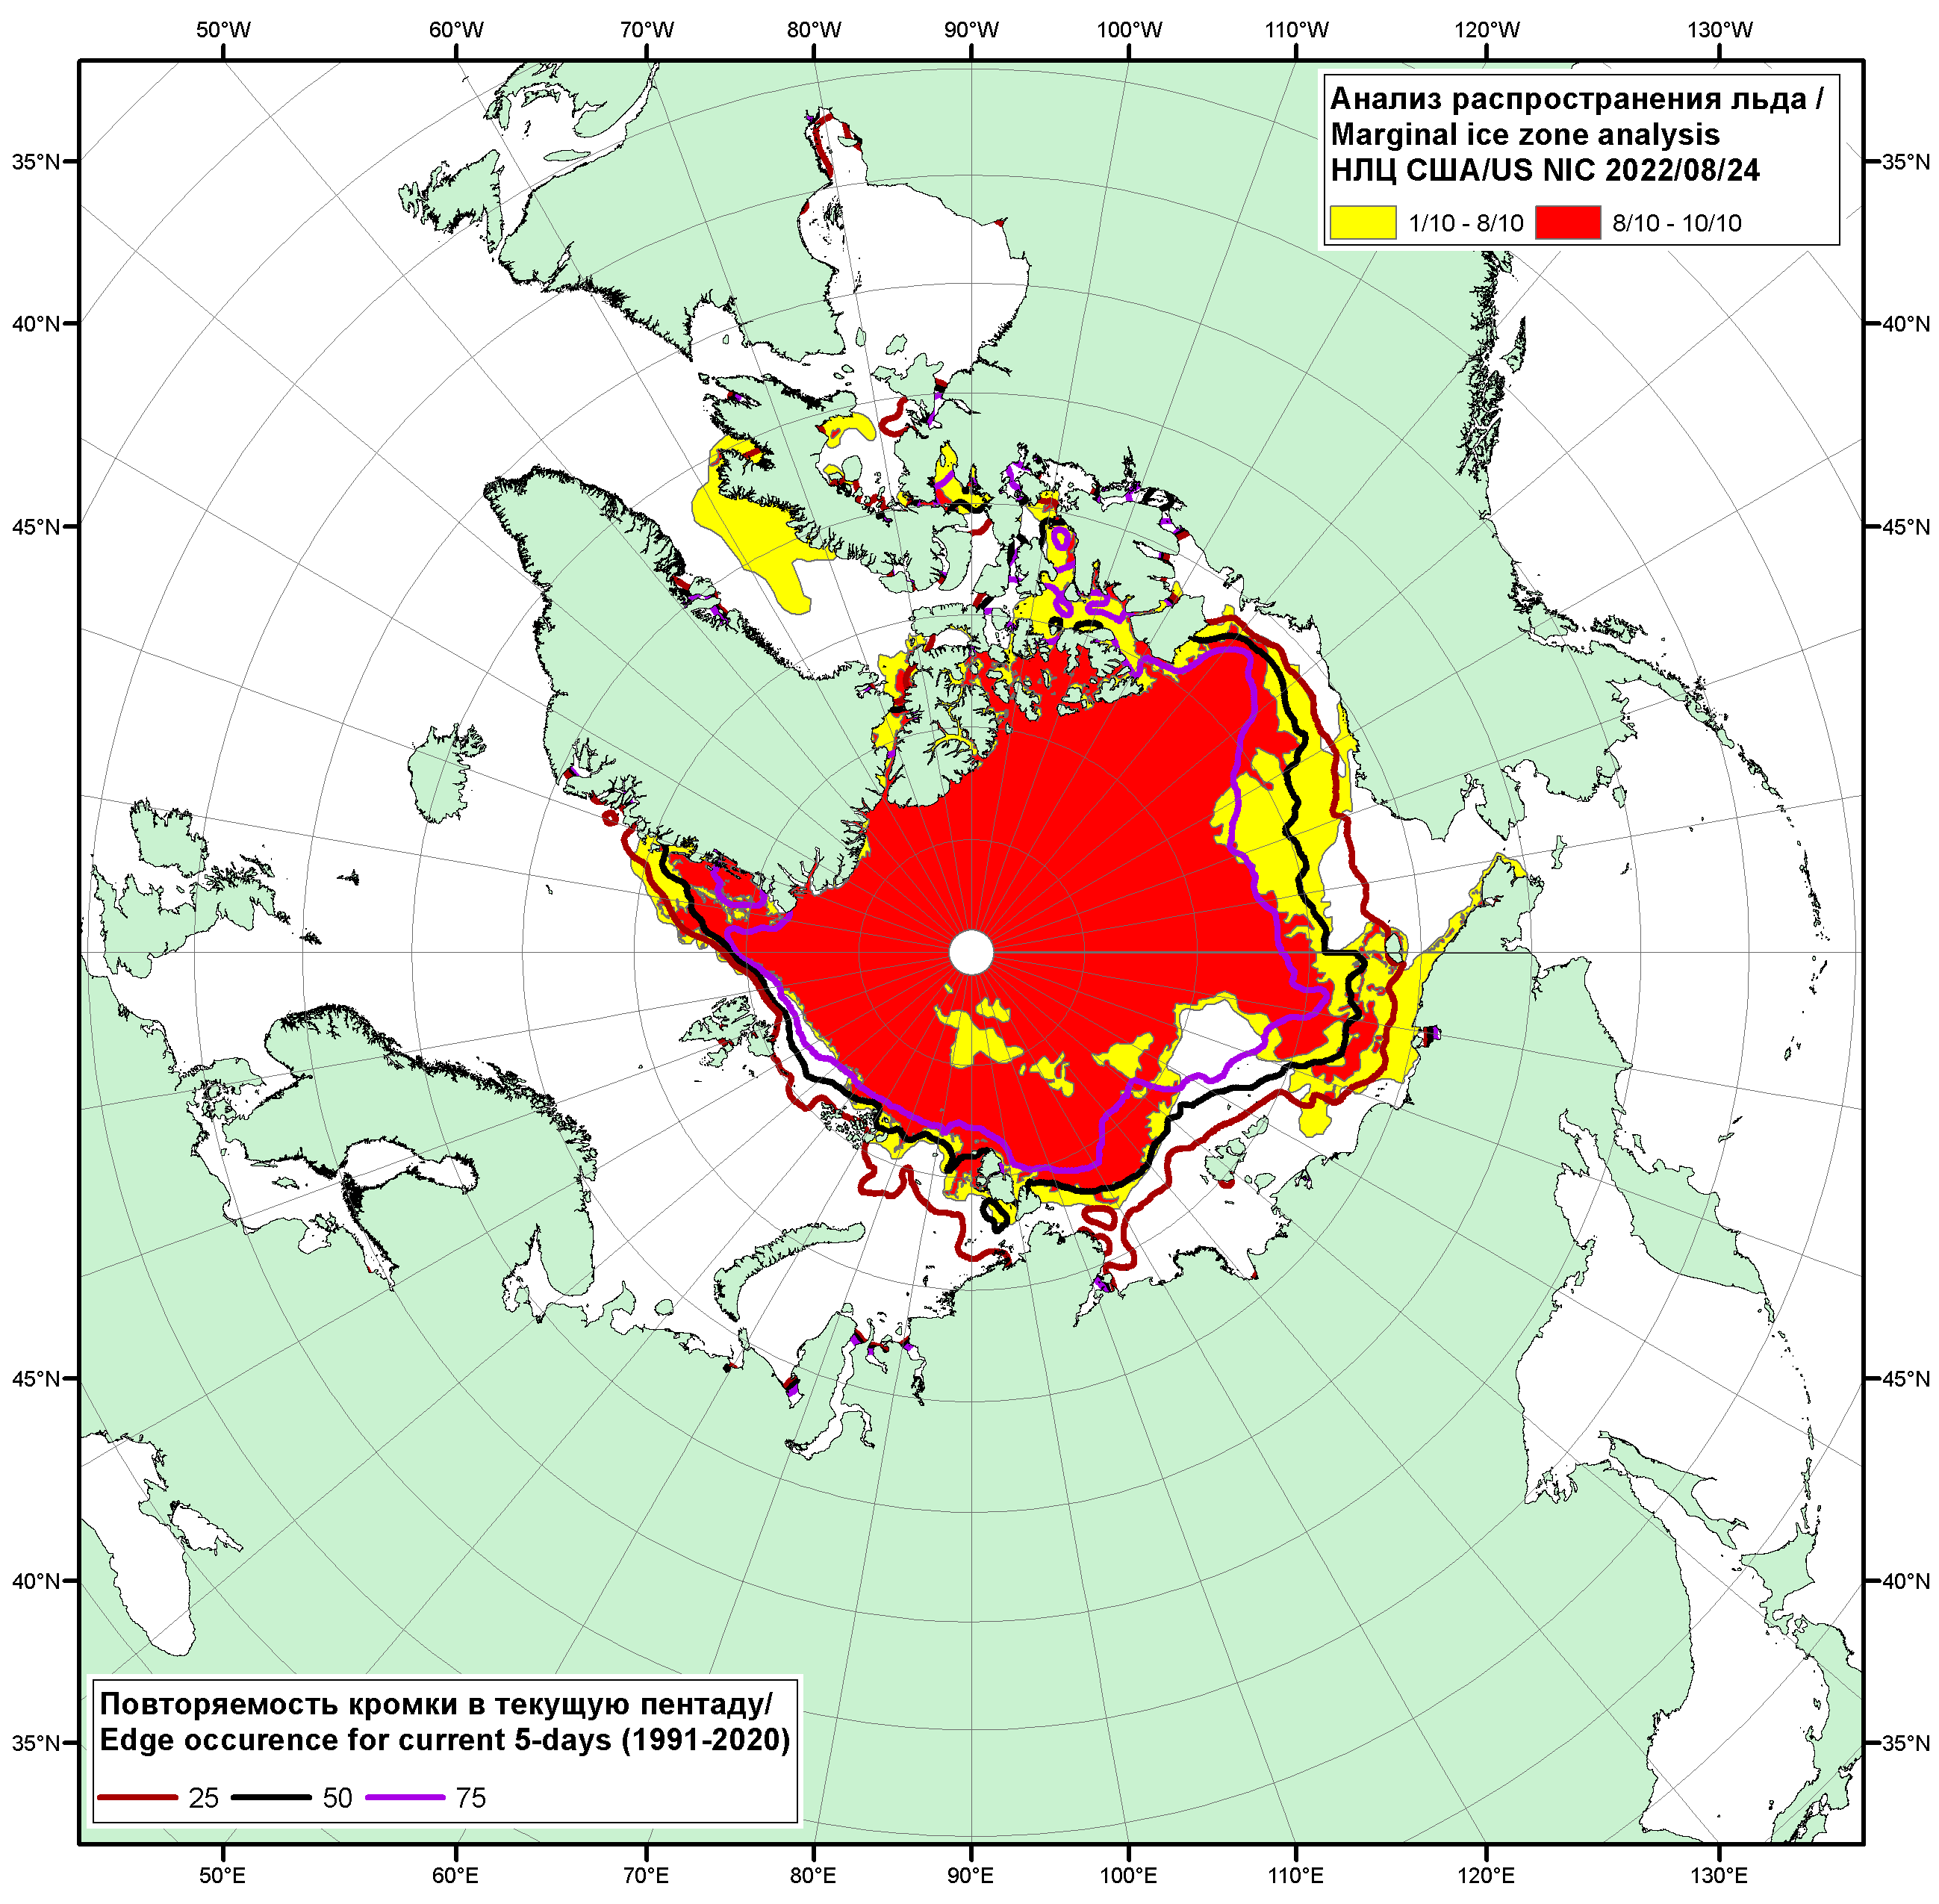 50°W 60°W 70°W 80°W 90°W 100°W 110°W 120°W 130°W
Анализ распространения льда /
Marginal ice zone analysis
НЛЦ США/US NIC 2022/08/24
1/10 - 8/10 8/10 - 10/10
35°N 35°N
40°N 40°N
45°N 45°N
45°N 45°N
40°N 40°N
35°N 35°N
Повторяемость кромки в текущую пентаду/
Edge occurence for current 5-days (1991-2020)
25 50 75
50°E 60°E 70°E 80°E 90°E 100°E 110°E 120°E 130°E